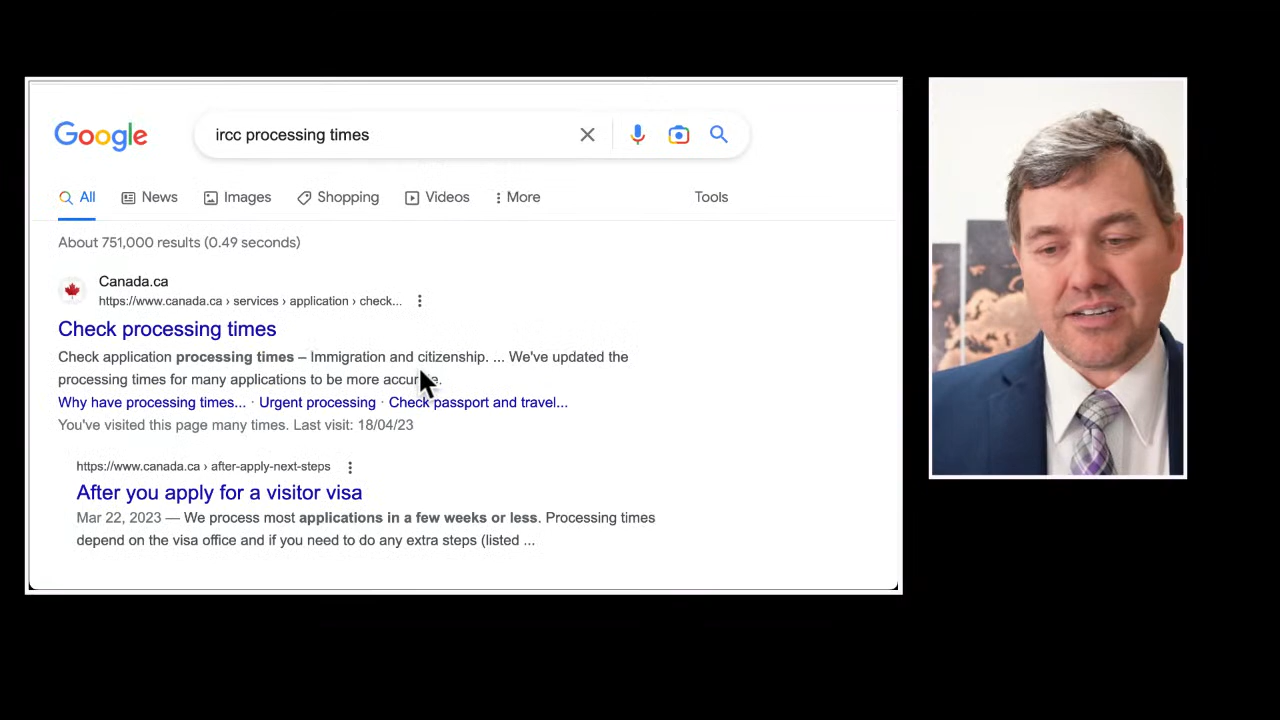 Google
ircc processing times
All News Images Shopping Videos More Tools
About 751,000 results (0.49 seconds)
Canada.ca
https://www.canada.ca › services › application › check...
Check processing times
Check application processing times – Immigration and citizenship. ... We've updated the
processing times for many applications to be more
Why have processing times... · Urgent processing · Check passport and travel...
You've visited this page many times. Last visit: 18/04/23
https://www.canada.ca › after-apply-next-steps
After you apply for a visitor visa
Mar 22, 2023 — We process most applications in a few weeks or less. Processing times
depend on the visa office and if you need to do any extra steps (listed ...